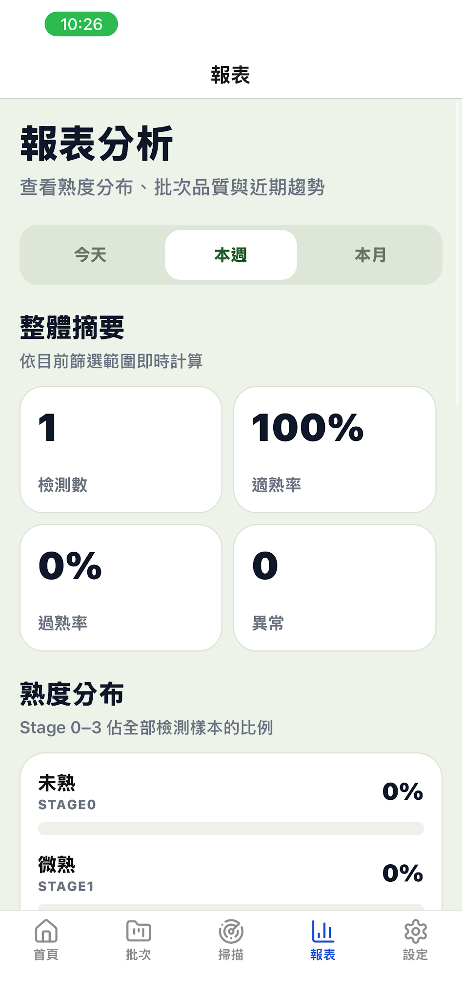 10:26
報表
報表分析
查看熟度分布、批次品質與近期趨勢
今天 本週 本月
整體摘要
依目前篩選範圍即時計算
1 100%
檢測數 適熟率
0% 0
過熟率 異常
熟度分布
Stage 0–3 佔全部檢測樣本的比例
未熟
STAGE0
0%
微熟
STAGE1
0%
首頁 批次 掃描 報表 設定